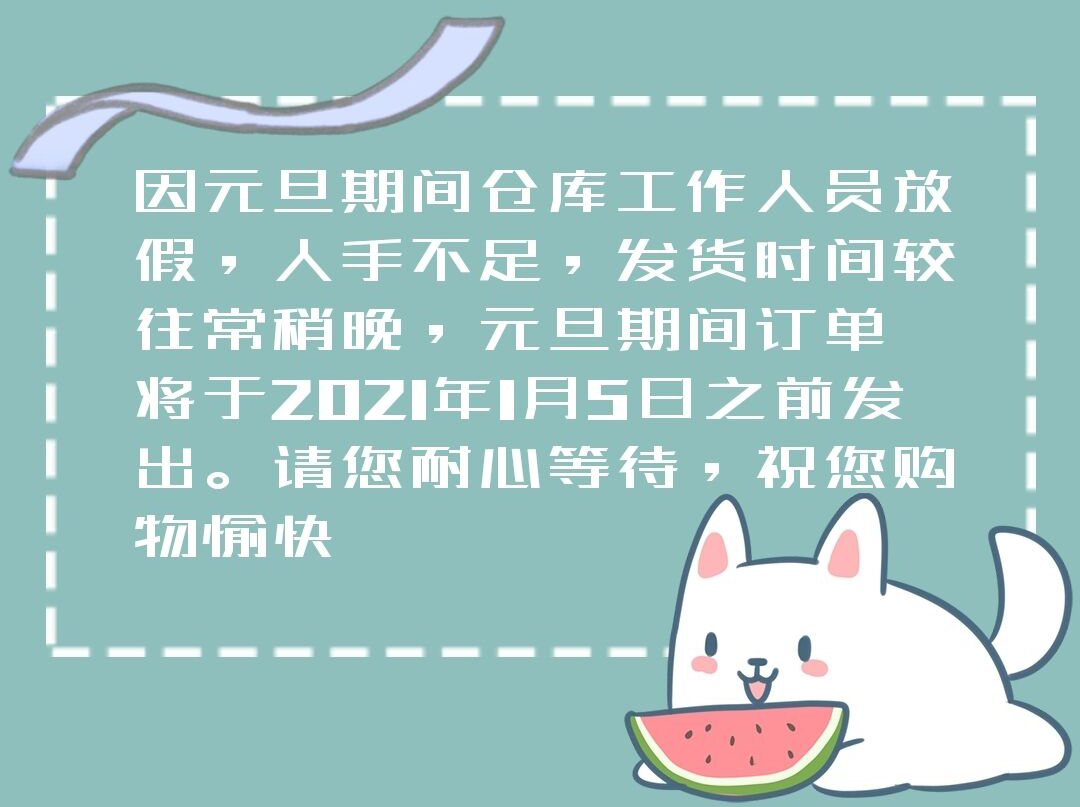 因元旦期间仓库工作人员放
假，人手不足，发货时间较
往常稍晚，元旦期间订单
将于2021年1月5日之前发
出。请您耐心等待，祝您购
物愉快